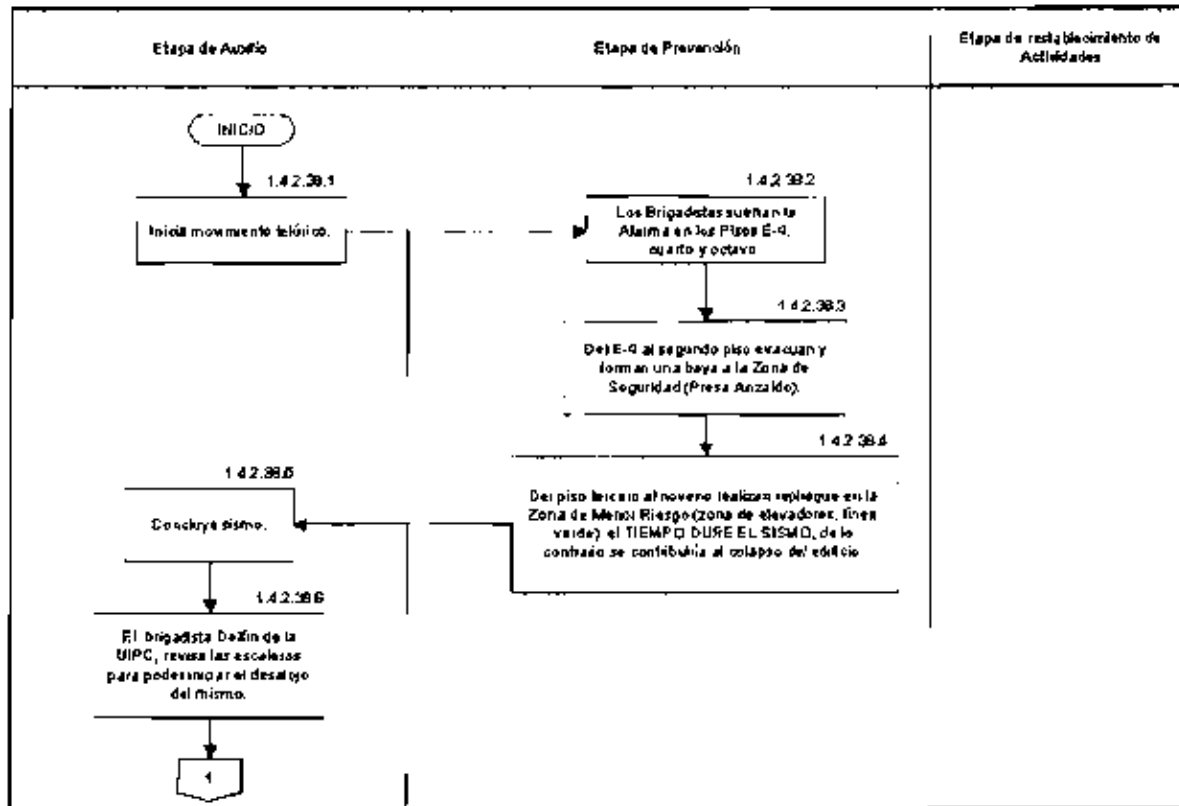 Etapa de Auxilio
Etapa de Prevención
Etapa de restablecimiento de
Actividades
INICIO
1.4.2.38.1
Inicia movimiento telúrico.
1.4.2.38.2
Los Brigadistas suenan la
Alarma en los Pisos E-4,
cuarto y octavo
1.4.2.38.3
Del E-4 al segundo piso evacuan y
forman una baya a la Zona de
Seguridad (Presa Anzaldo).
1.4.2.38.4
Del piso tercero al noveno realizan repliegue en la
Zona de Menor Riesgo (zona de elevadores, línea
verde) el TIEMPO DURE EL SISMO, de lo
contrario se contribuiría al colapso del edificio
1.4.2.38.5
Concluye sismo.
1.4.2.38.6
El brigadista de la
UIPC, revisa las escaleras
para poder iniciar el desalojo
del mismo.
1